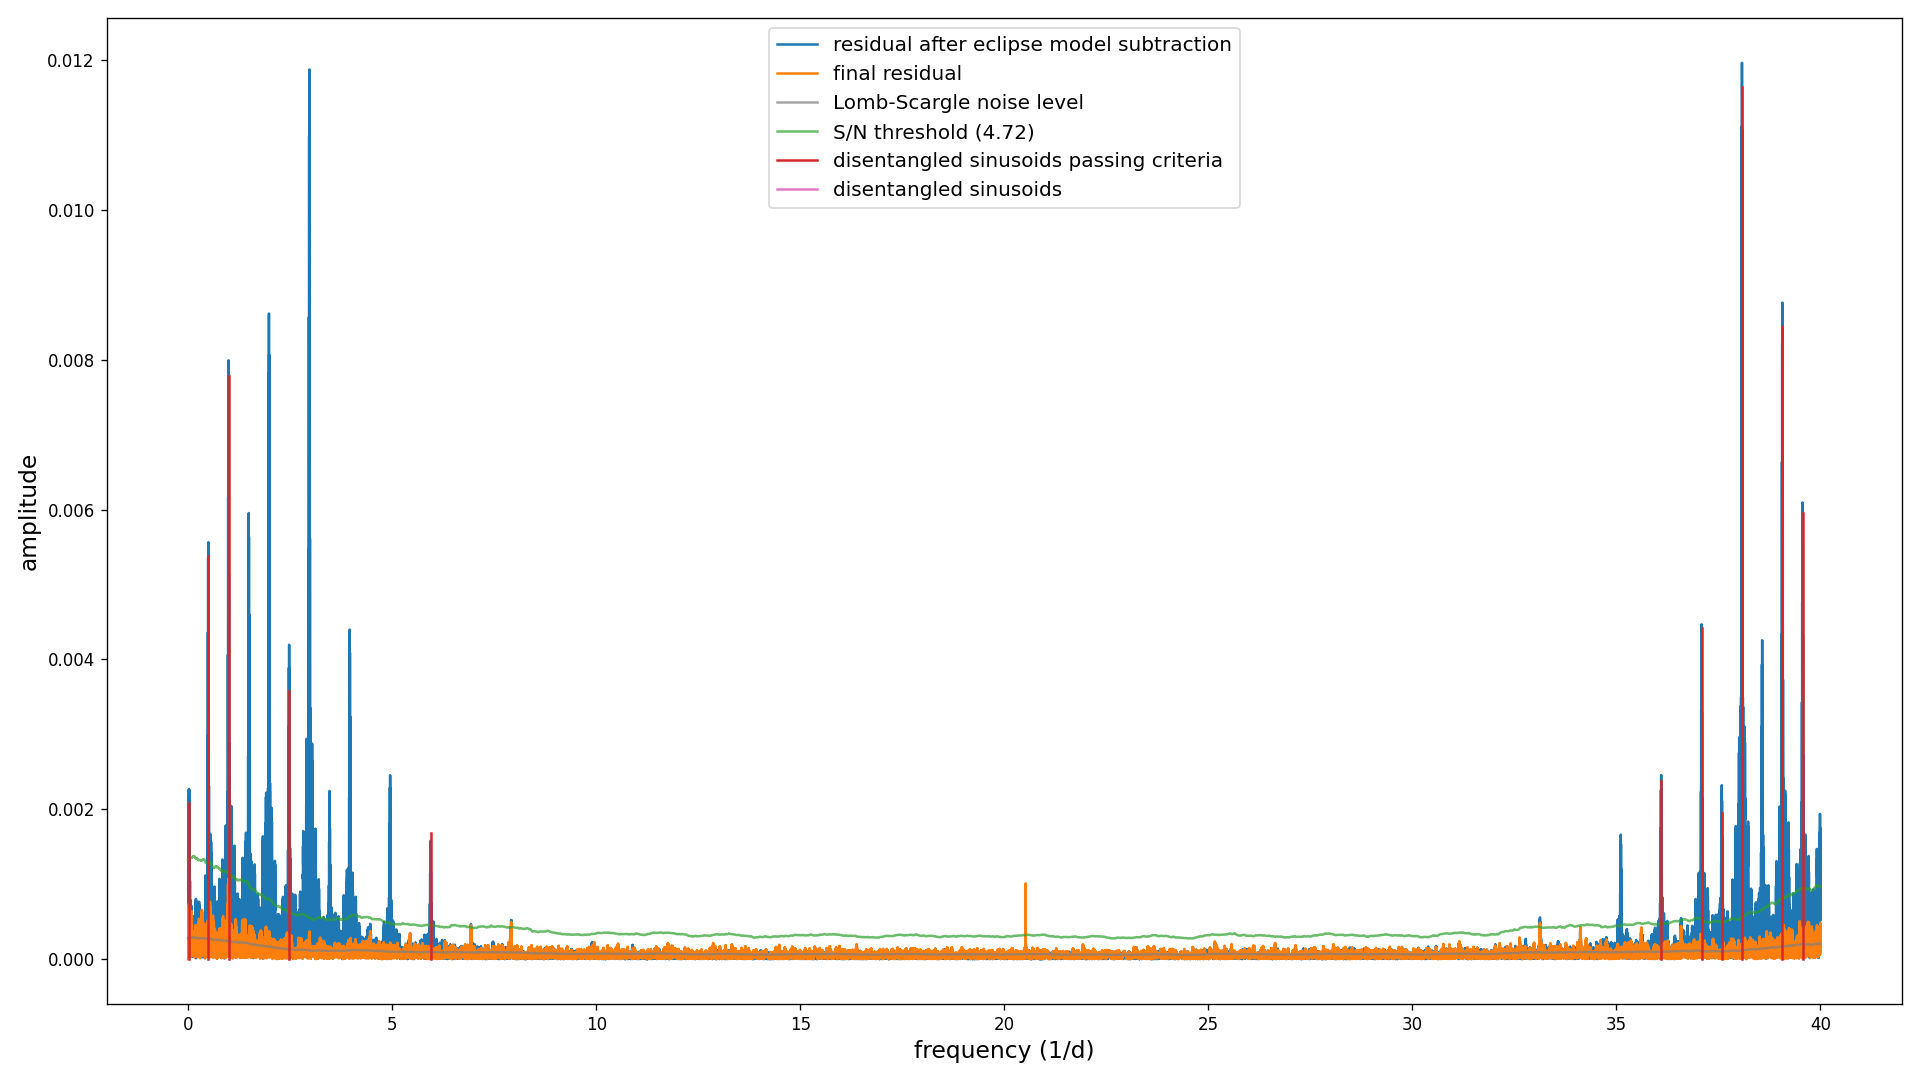 residual after eclipse model subtraction
final residual
Lomb-Scargle noise level
S/N threshold (4.72)
disentangled sinusoids passing criteria
disentangled sinusoids
0.012
0.010
0.008
0.006
0.004
0.002
0.000
amplitude
0 5 10 15 20 25 30 35 40
frequency (1/d)